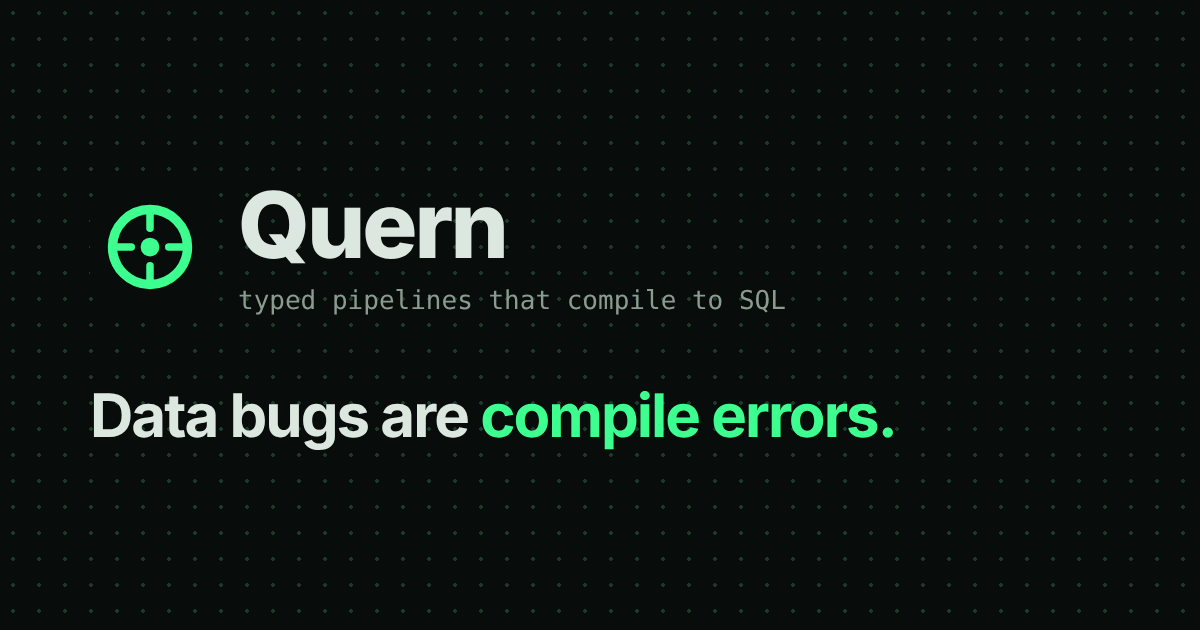 Quern
typed pipelines that compile to SQL
Data bugs are compile errors.